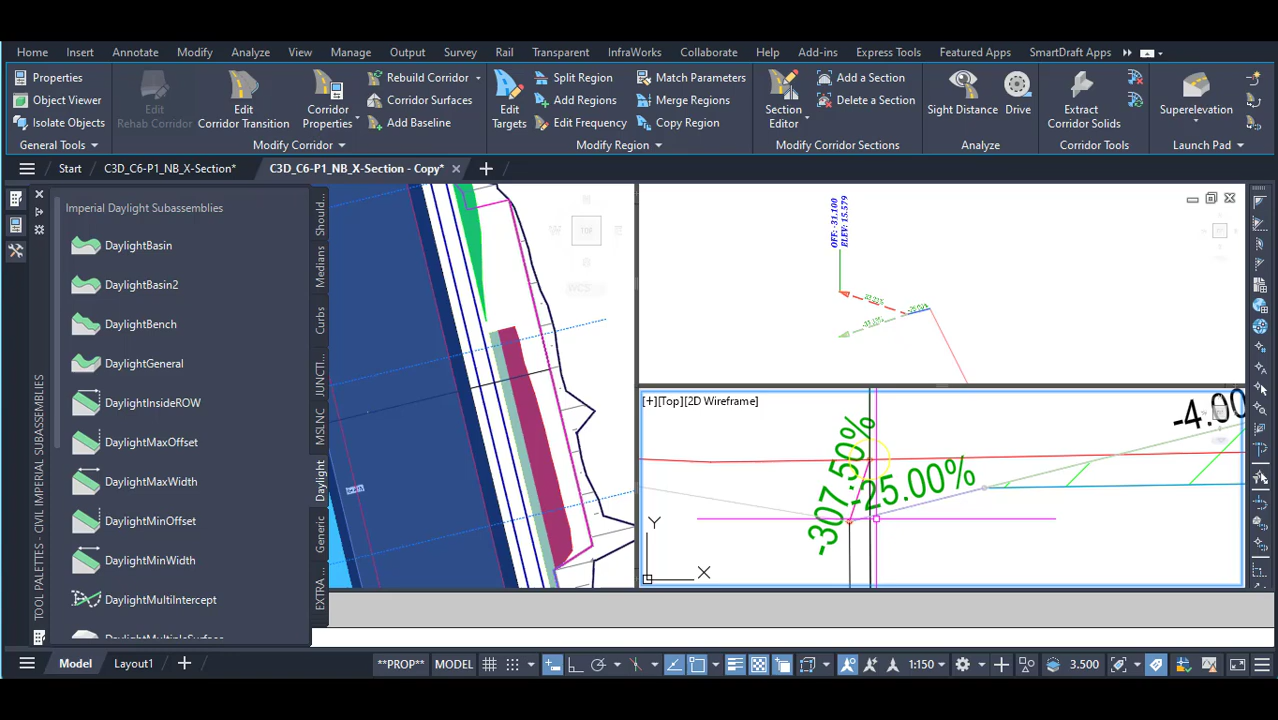 Home Insert Annotate Modify Analyze View Manage Output Survey Rail Transparent InfraWorks Collaborate Help Add-ins Express Tools Featured Apps SmartDraft Apps
Properties
Object Viewer
Isolate Objects
General Tools
Edit Rehab Corridor
Edit Corridor Transition
Corridor Properties
Rebuild Corridor
Corridor Surfaces
Add Baseline
Modify Corridor
Edit Targets
Split Region
Add Regions
Edit Frequency
Match Parameters
Merge Regions
Copy Region
Modify Region
Section Editor
Add a Section
Delete a Section
Modify Corridor Sections
Sight Distance
Drive
Analyze
Extract Corridor Solids
Corridor Tools
Superelevation
Launch Pad
Start
C3D_C6-P1_NB_X-Section*
C3D_C6-P1_NB_X-Section - Copy*
Imperial Daylight Subassemblies
DaylightBasin
DaylightBasin2
DaylightBench
DaylightGeneral
DaylightInsideROW
DaylightMaxOffset
DaylightMaxWidth
DaylightMinOffset
DaylightMinWidth
DaylightMultiIntercept
DaylightMultipleSurface
TOOL PALETTES - CIVIL IMPERIAL SUBASSEMBLIES
Should...
Medians
Curbs
JUNCTI...
MSLNC
Daylight
Generic
EXTRA...
WCS
OFF: -31.100
ELEV: 15.579
[+][Top][2D Wireframe]
-307.50%
-25.00%
-4.00
Y
X
Model
Layout1
**PROP**
MODEL
1:150
3.500